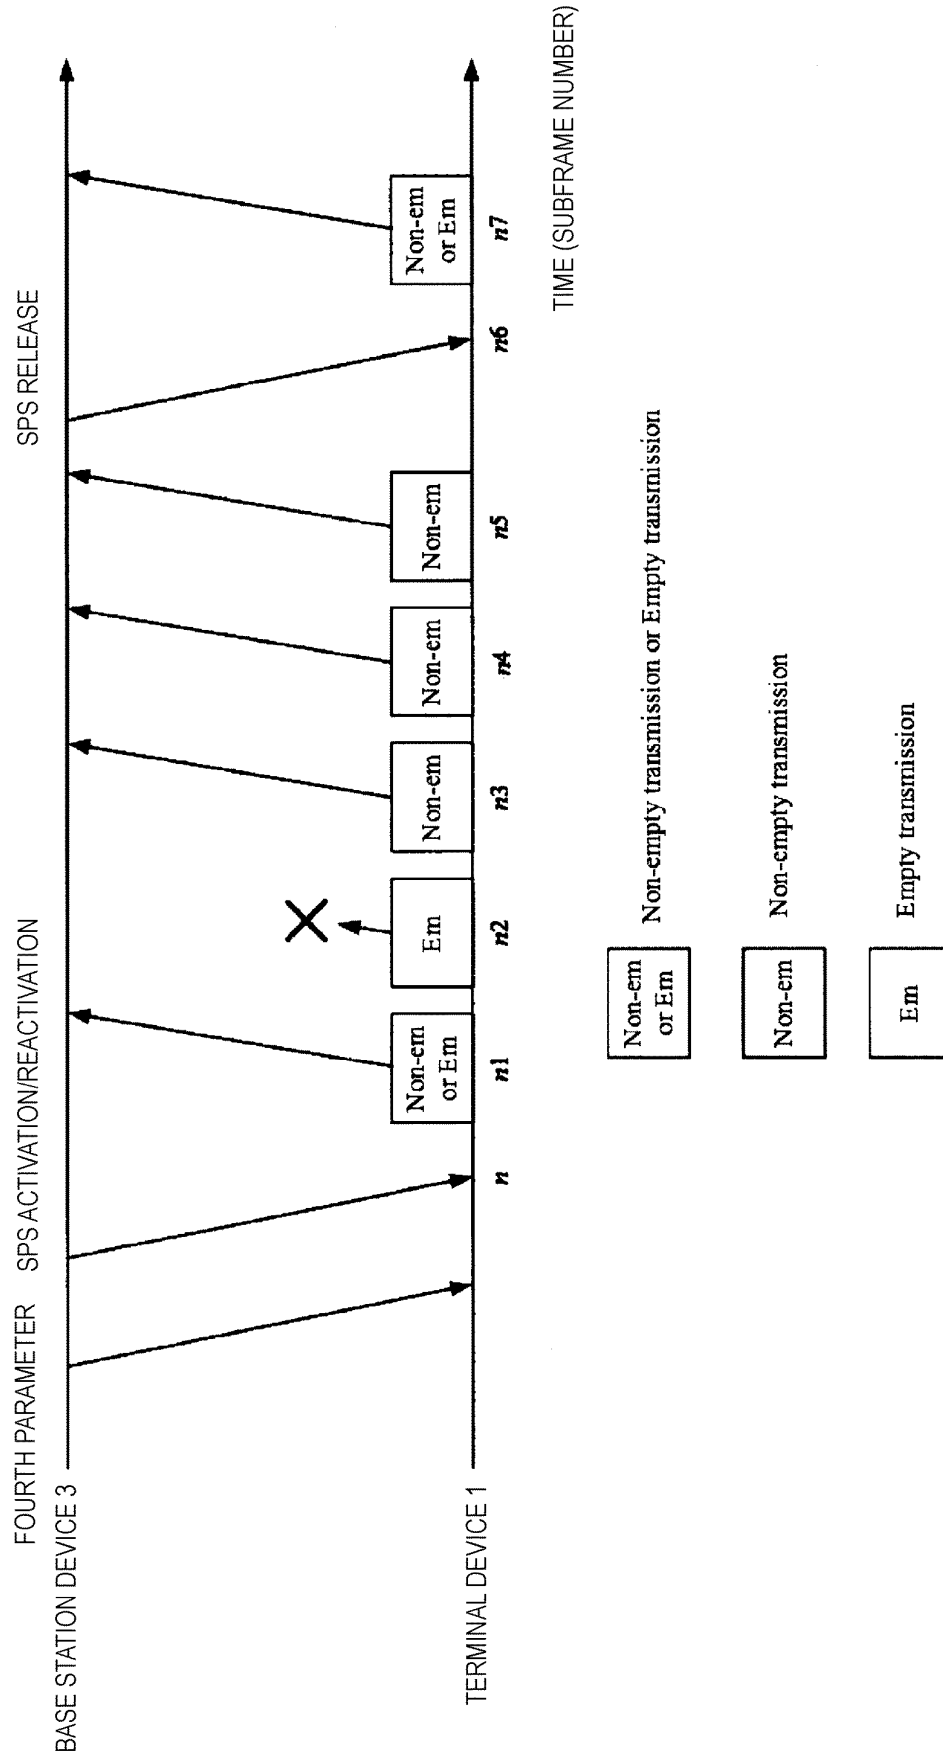 FOURTH PARAMETER
SPS ACTIVATION/REACTIVATION
SPS RELEASE
BASE STATION DEVICE 3
Non-em
or Em
Em
Non-em
Non-em
Non-em
Non-em
or Em
TERMINAL DEVICE 1
n
n1
n2
n3
n4
n5
n6
n7
TIME (SUBFRAME NUMBER)
Non-em
or Em
Non-empty transmission or Empty transmission
Non-em
Non-empty transmission
Em
Empty transmission